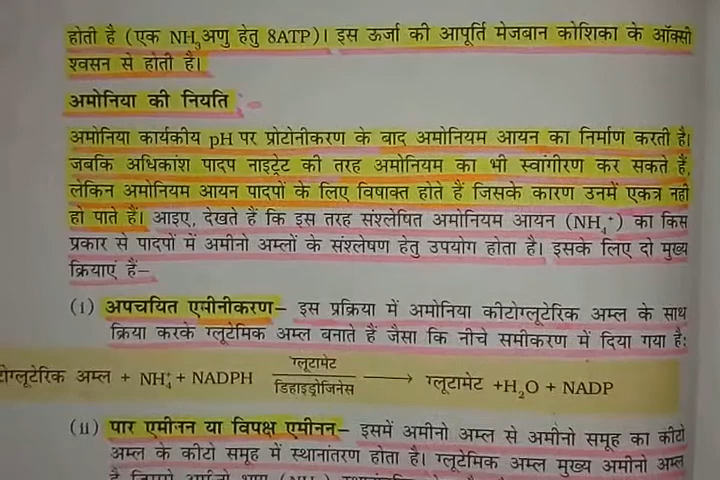 होती है (एक NH₃अणु हेतु 8ATP)। इस ऊर्जा की आपूर्ति मेजबान कोशिका के ऑक्सी
श्वसन से होती है।
अमोनिया की नियति
अमोनिया कार्यकीय pH पर प्रोटोनीकरण के बाद अमोनियम आयन का निर्माण करती है।
जबकि अधिकांश पादप नाइट्रेट की तरह अमोनियम का भी स्वांगीरण कर सकते हैं,
लेकिन अमोनियम आयन पादपों के लिए विषाक्त होते हैं जिसके कारण उनमें एकत्र नहीं
हो पाते हैं। आइए, देखते हैं कि इस तरह संश्लेषित अमोनियम आयन (NH₄⁺) का किस
प्रकार से पादपों में अमीनो अम्लों के संश्लेषण हेतु उपयोग होता है। इसके लिए दो मुख्य
क्रियाएं हैं–
(i) अपचयित एमीनीकरण– इस प्रक्रिया में अमोनिया कीटोग्लूटेरिक अम्ल के साथ
क्रिया करके ग्लूटेमिक अम्ल बनाते हैं जैसा कि नीचे समीकरण में दिया गया है:
टोग्लूटेरिक अम्ल + NH₄⁺ + NADPH ग्लूटामेट डिहाइड्रोजिनेस ⟶ ग्लूटामेट +H₂O + NADP
(ii) पार एमीनन या विपक्ष एमीनन– इसमें अमीनो अम्ल से अमीनो समूह का कीटो
अम्ल के कीटो समूह में स्थानांतरण होता है। ग्लूटेमिक अम्ल मुख्य अमीनो अम्ल